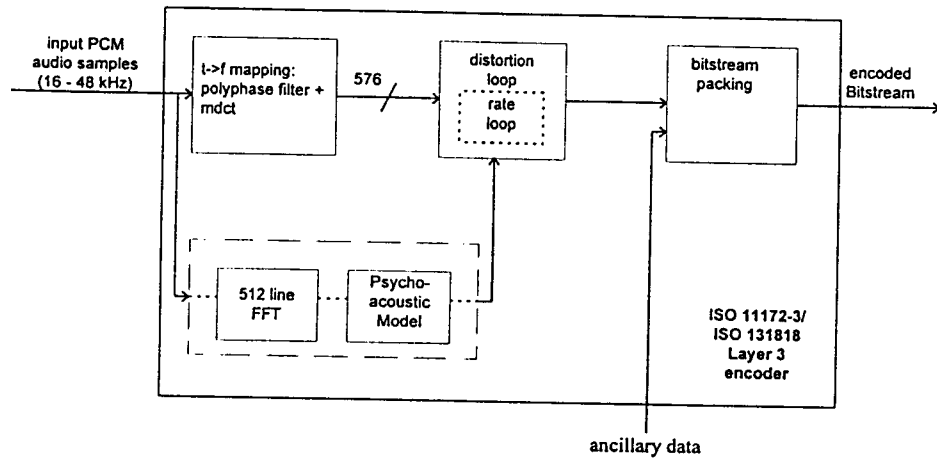 input PCM
audio samples
(16 - 48 kHz)
t->f mapping:
polyphase filter +
mdct
576
distortion
loop
rate
loop
bitstream
packing
encoded
Bitstream
512 line
FFT
Psycho-
acoustic
Model
ISO 11172-3/
ISO 131818
Layer 3
encoder
ancillary data